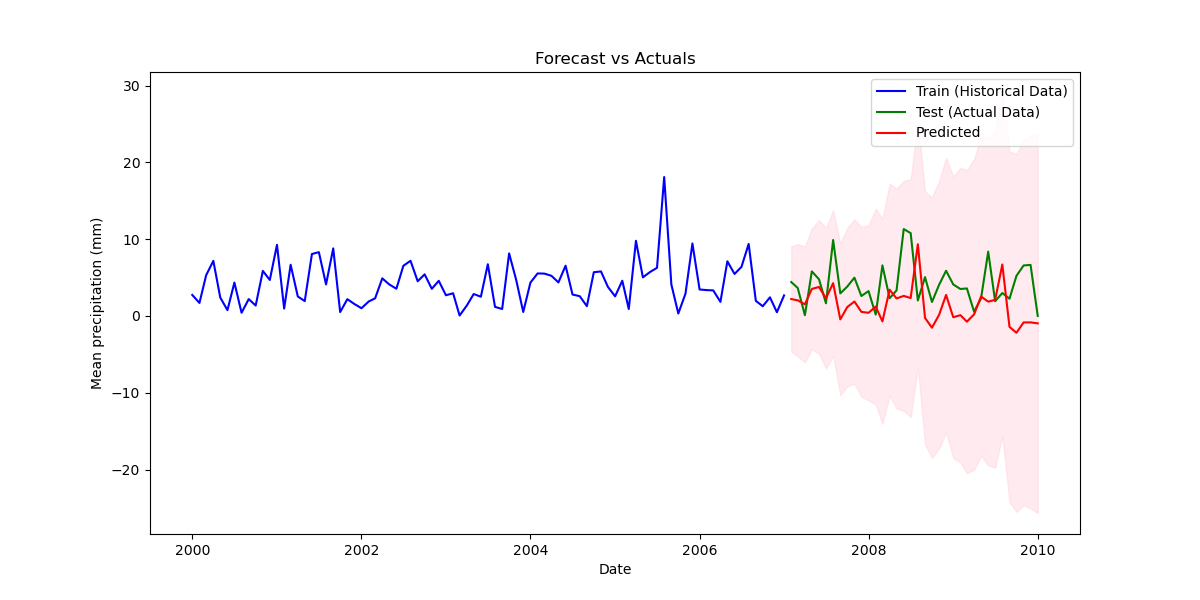 Forecast vs Actuals
30
20
10
0
−10
−20
Mean precipitation (mm)
Train (Historical Data)
Test (Actual Data)
Predicted
2000
2002
2004
2006
2008
2010
Date